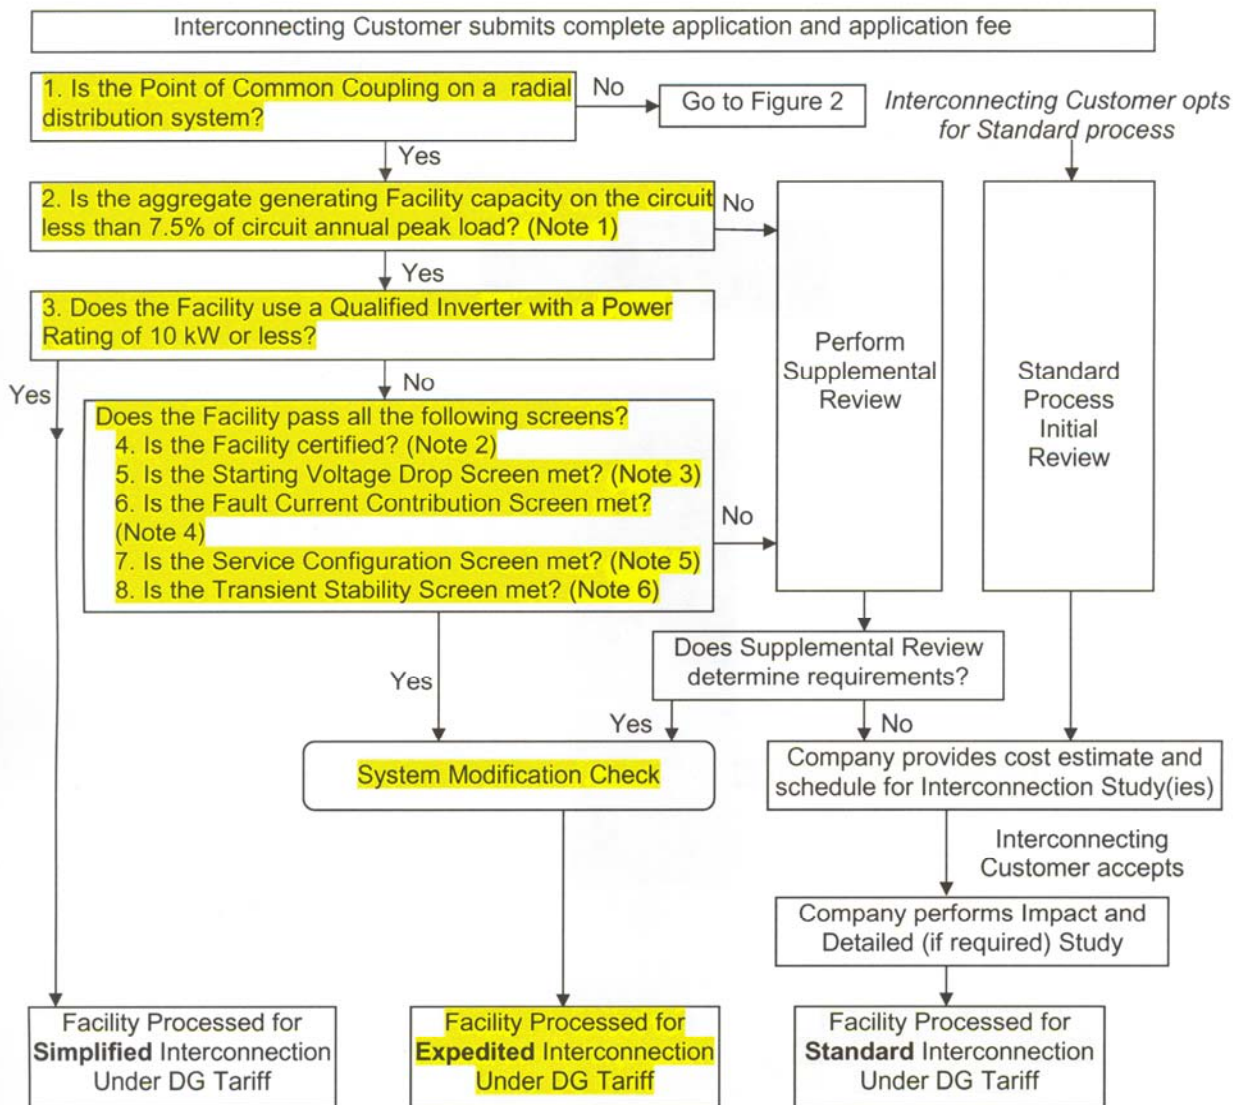 Interconnecting Customer submits complete application and application fee
1. Is the Point of Common Coupling on a radial
distribution system?
No
Go to Figure 2
Interconnecting Customer opts
for Standard process
Yes
2. Is the aggregate generating Facility capacity on the circuit
less than 7.5% of circuit annual peak load? (Note 1)
No
Yes
3. Does the Facility use a Qualified Inverter with a Power
Rating of 10 kW or less?
Yes
No
Perform
Supplemental
Review
Standard
Process
Initial
Review
Does the Facility pass all the following screens?
4. Is the Facility certified? (Note 2)
5. Is the Starting Voltage Drop Screen met? (Note 3)
6. Is the Fault Current Contribution Screen met?
(Note 4)
7. Is the Service Configuration Screen met? (Note 5)
8. Is the Transient Stability Screen met? (Note 6)
No
Yes
Does Supplemental Review
determine requirements?
Yes
No
System Modification Check
Company provides cost estimate and
schedule for Interconnection Study(ies)
Interconnecting
Customer accepts
Company performs Impact and
Detailed (if required) Study
Facility Processed for
Simplified Interconnection
Under DG Tariff
Facility Processed for
Expedited Interconnection
Under DG Tariff
Facility Processed for
Standard Interconnection
Under DG Tariff